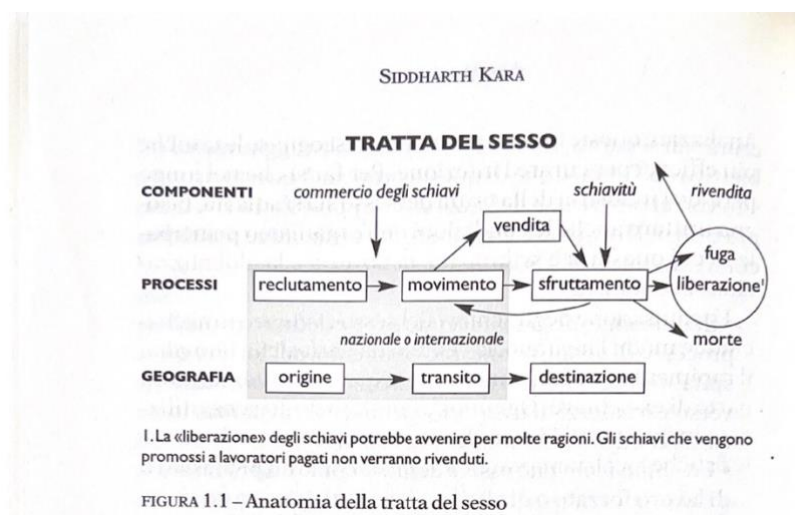 SIDDHARTH KARA
TRATTA DEL SESSO
COMPONENTI commercio degli schiavi schiavitù rivendita
vendita
fuga
PROCESSI reclutamento movimento sfruttamento liberazione¹
morte
nazionale o internazionale
GEOGRAFIA origine transito destinazione
1. La «liberazione» degli schiavi potrebbe avvenire per molte ragioni. Gli schiavi che vengono
promossi a lavoratori pagati non verranno rivenduti.
FIGURA 1.1 – Anatomia della tratta del sesso